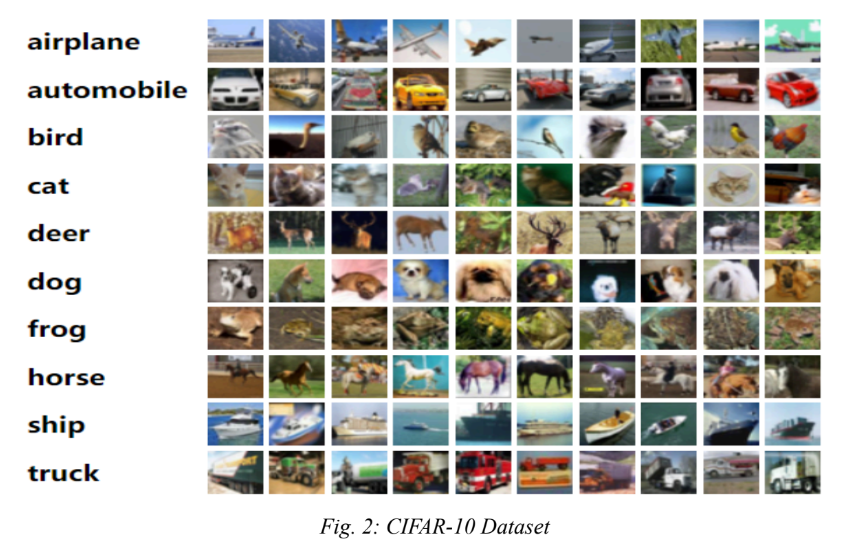 airplane
automobile
bird
cat
deer
dog
frog
horse
ship
truck
Fig. 2: CIFAR-10 Dataset